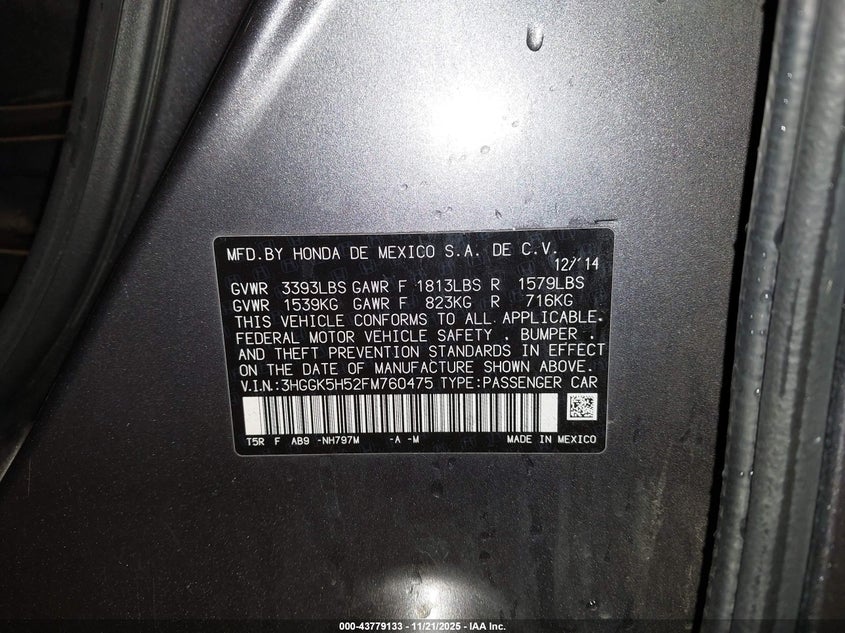 MFD.BY HONDA DE MEXICO S.A. DE C.V.
12/14
GVWR 3393LBS GAWR F 1813LBS R 1579LBS
GVWR 1539KG GAWR F 823KG R 716KG
THIS VEHICLE CONFORMS TO ALL APPLICABLE.
FEDERAL MOTOR VEHICLE SAFETY . BUMPER .
AND THEFT PREVENTION STANDARDS IN EFFECT
ON THE DATE OF MANUFACTURE SHOWN ABOVE.
V.I.N.:3HGGK5H52FM760475 TYPE:PASSENGER CAR
T5R F AB9 -NH797M -A -M MADE IN MEXICO
000-43779133 - 11/21/2025 - IAA Inc.